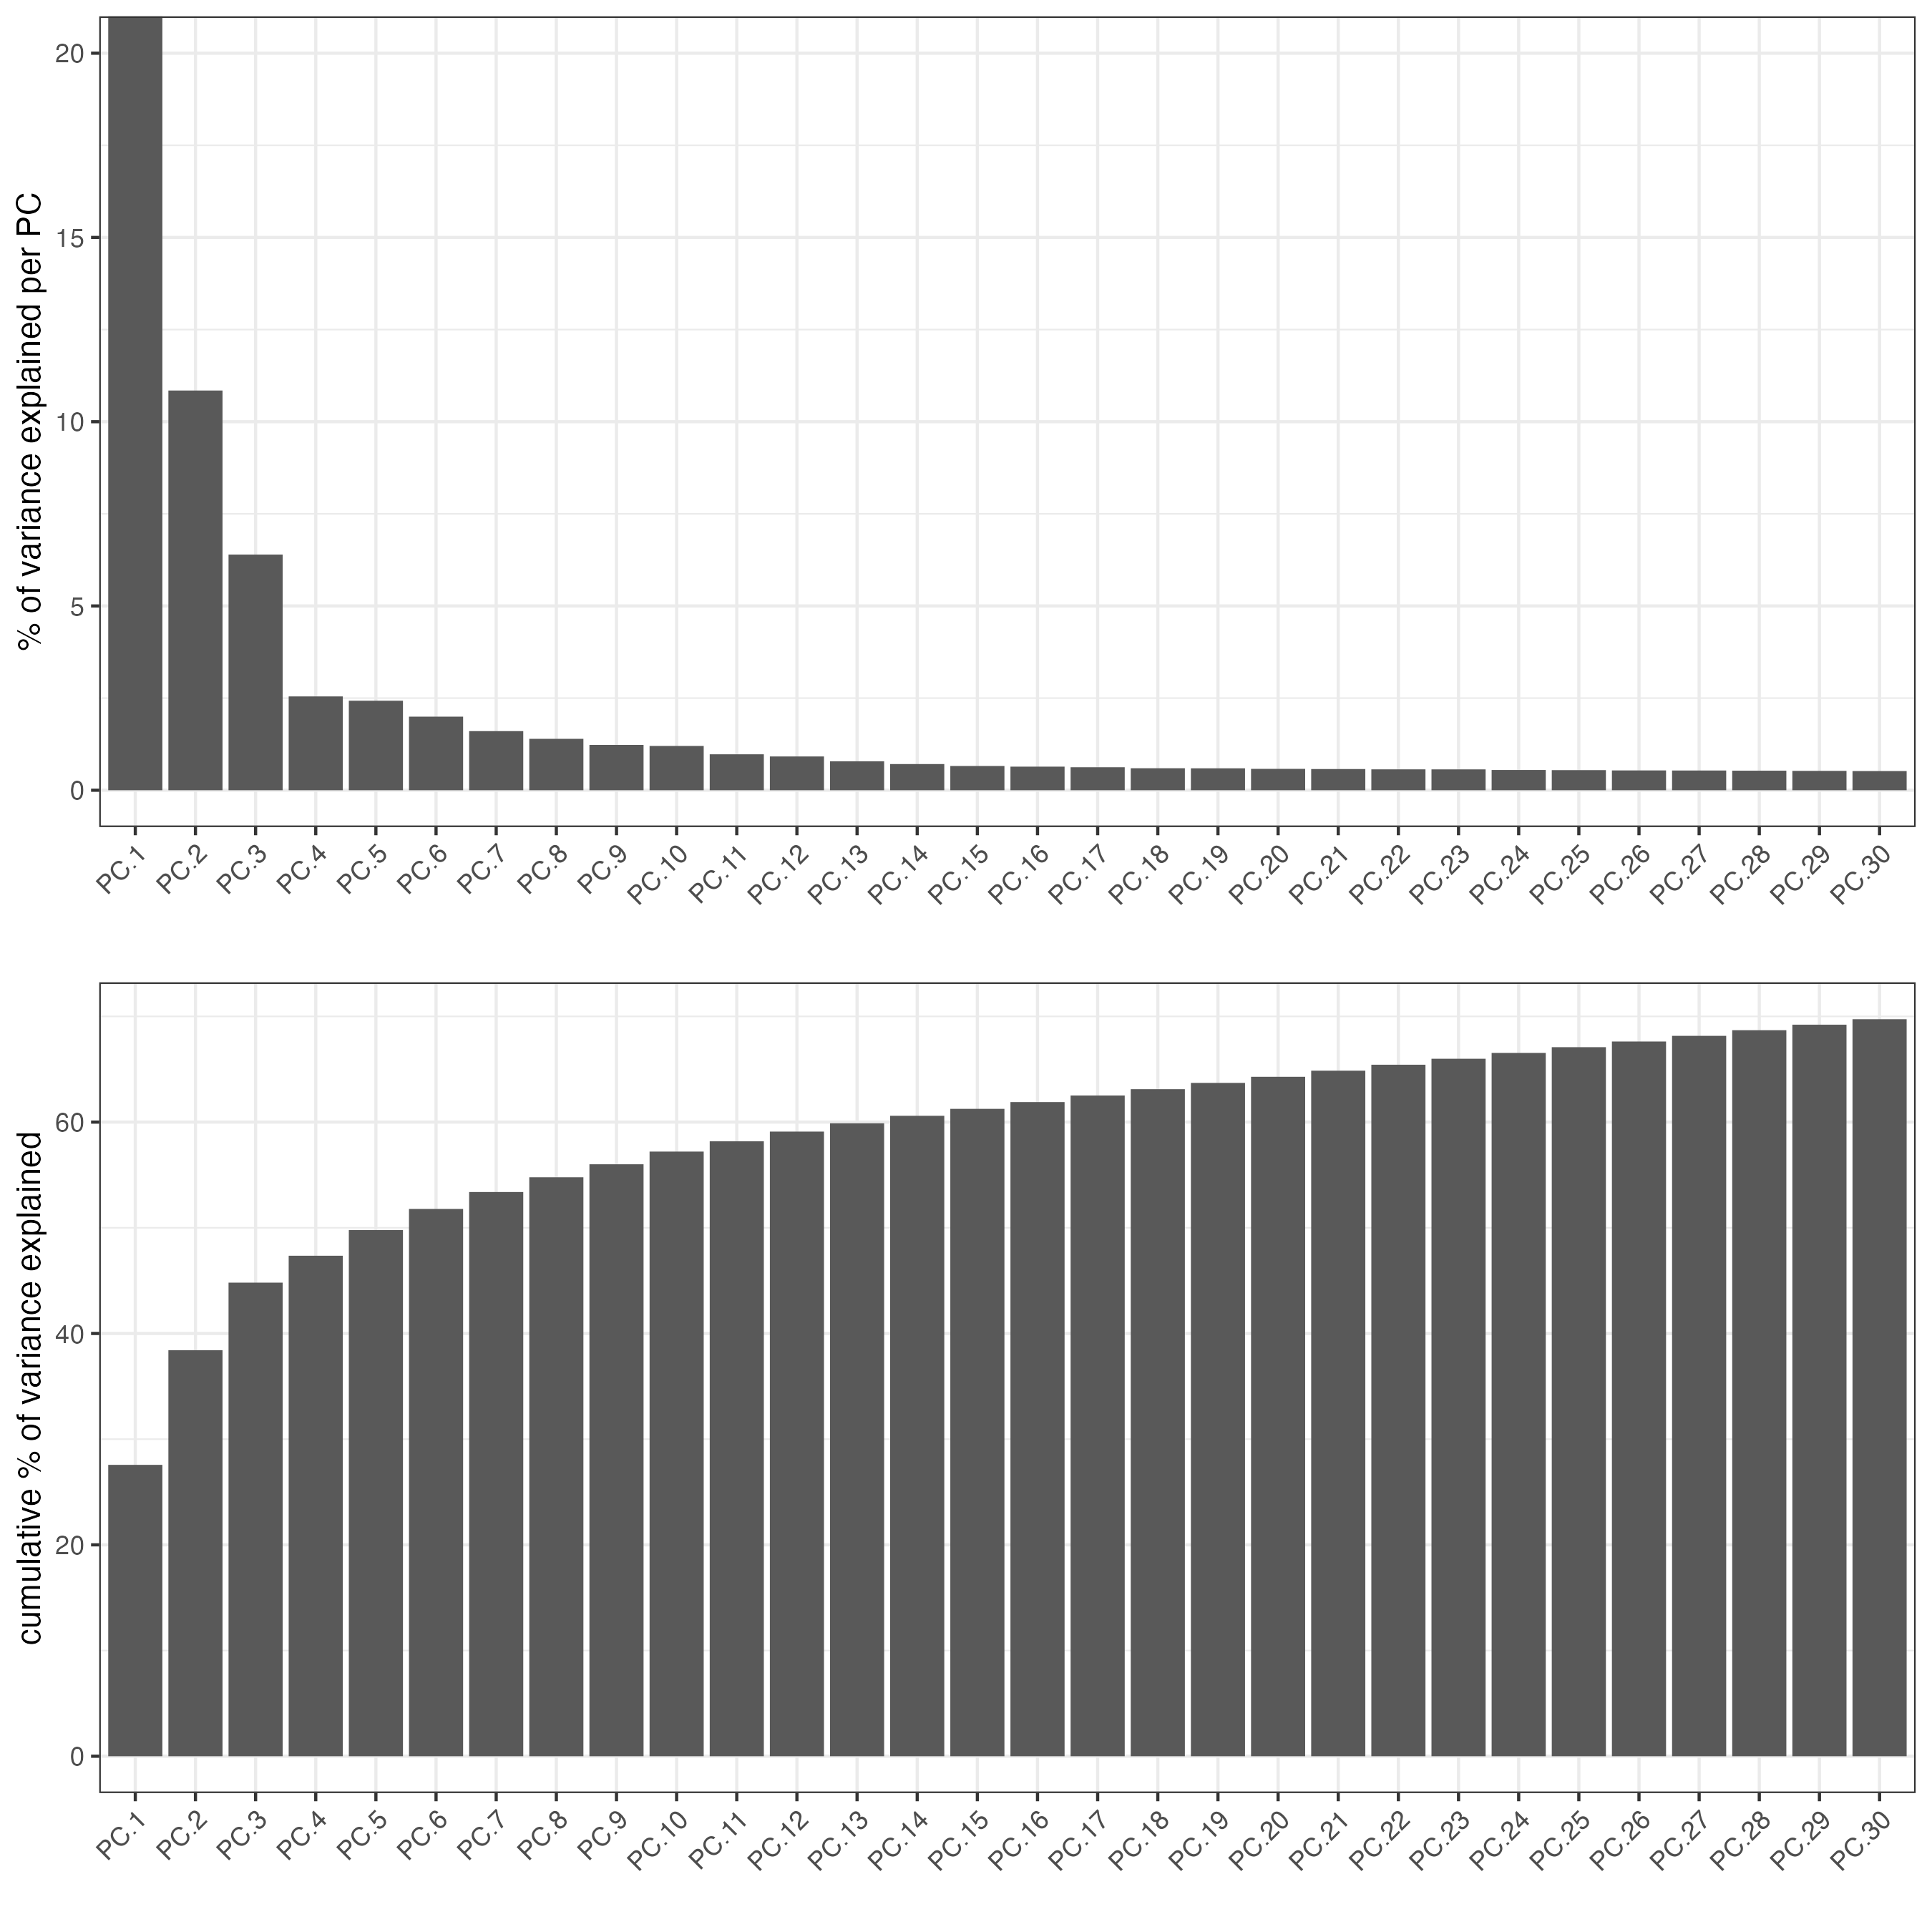 % of variance explained per PC
20
15
10
5
0
PC.1 PC.2 PC.3 PC.4 PC.5 PC.6 PC.7 PC.8 PC.9 PC.10 PC.11 PC.12 PC.13 PC.14 PC.15 PC.16 PC.17 PC.18 PC.19 PC.20 PC.21 PC.22 PC.23 PC.24 PC.25 PC.26 PC.27 PC.28 PC.29 PC.30
cumulative % of variance explained
60
40
20
0
PC.1 PC.2 PC.3 PC.4 PC.5 PC.6 PC.7 PC.8 PC.9 PC.10 PC.11 PC.12 PC.13 PC.14 PC.15 PC.16 PC.17 PC.18 PC.19 PC.20 PC.21 PC.22 PC.23 PC.24 PC.25 PC.26 PC.27 PC.28 PC.29 PC.30